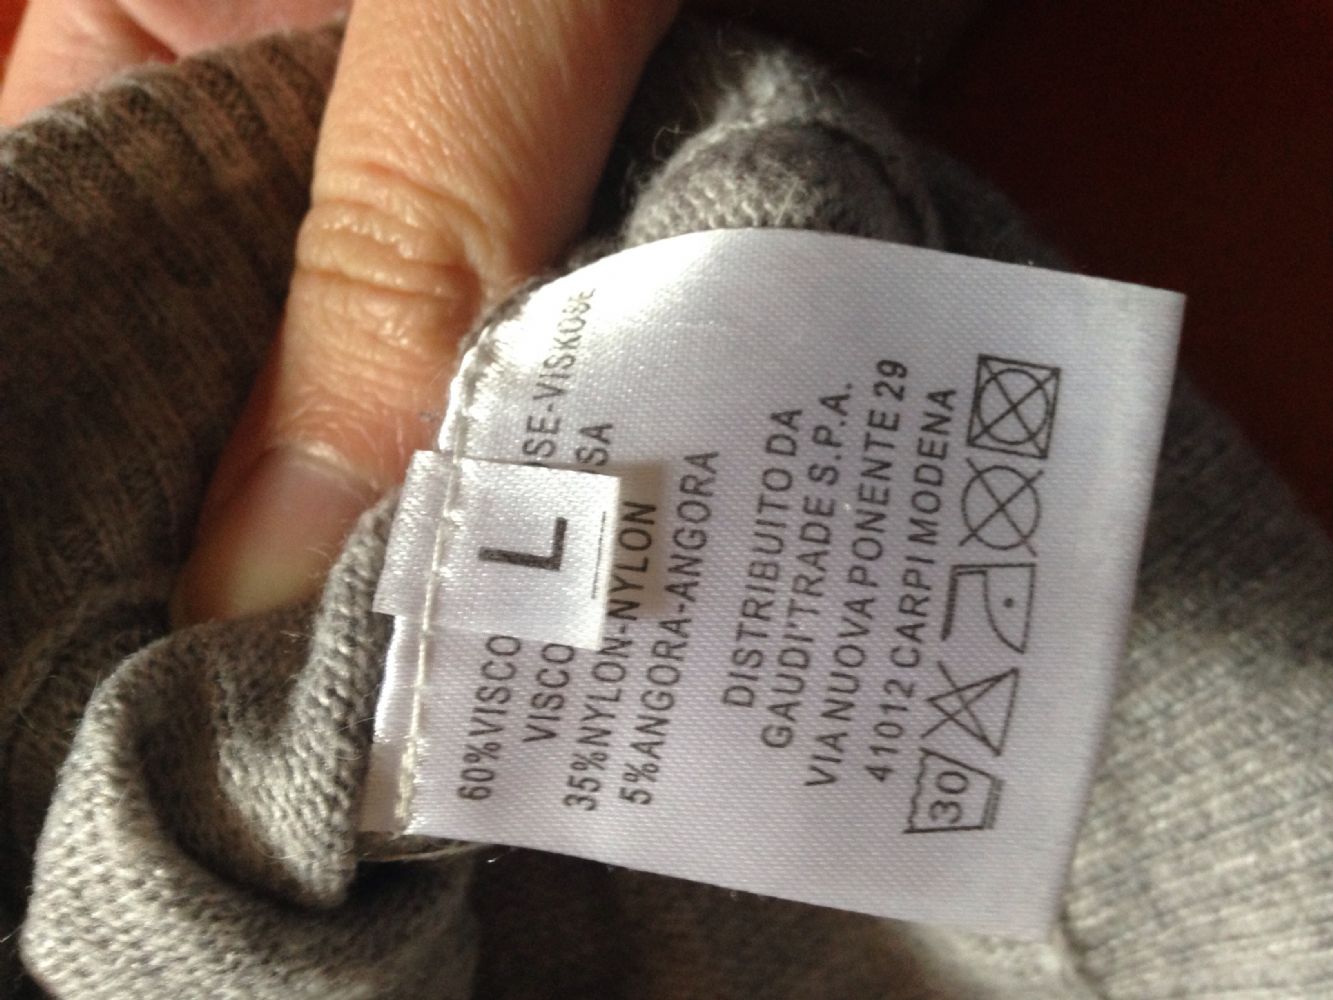 L
60%VISCO SE-VISKOSE
VISCO SA
35%NYLON-NYLON
5%ANGORA-ANGORA
DISTRIBUITO DA
GAUDI'TRADE S.P.A.
VIA NUOVA PONENTE 29
41012 CARPI MODENA
30